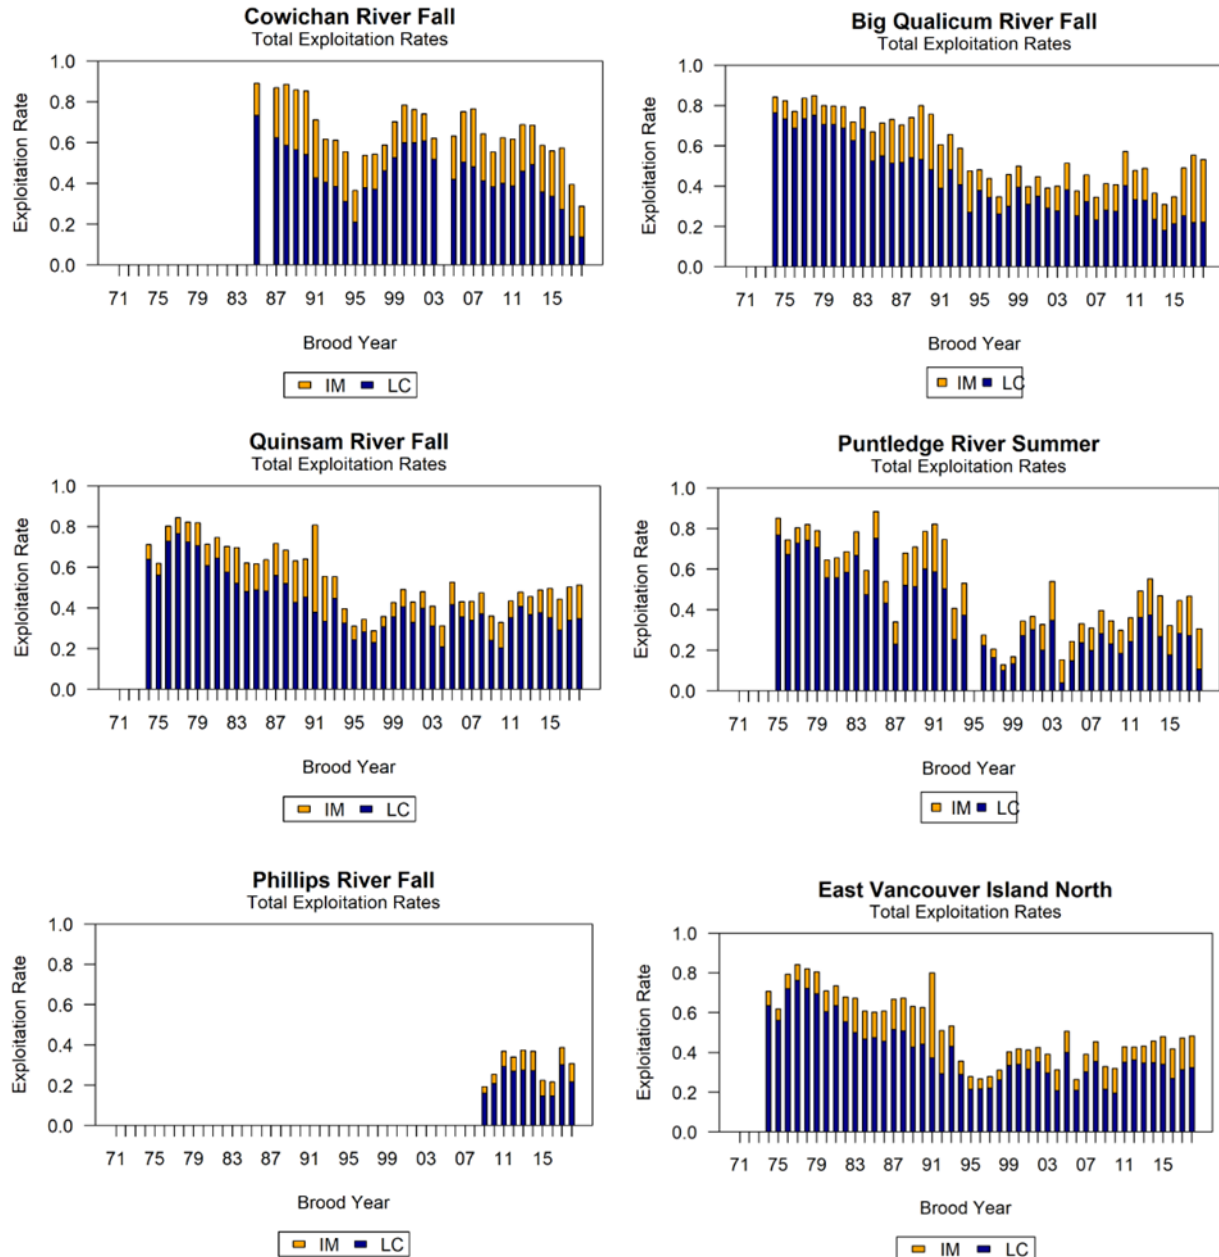 Cowichan River Fall
Total Exploitation Rates
Exploitation Rate
1.0
0.8
0.6
0.4
0.2
0.0
71 75 79 83 87 91 95 99 03 07 11 15
Brood Year
IM LC
Big Qualicum River Fall
Total Exploitation Rates
Exploitation Rate
1.0
0.8
0.6
0.4
0.2
0.0
71 75 79 83 87 91 95 99 03 07 11 15
Brood Year
IM LC
Quinsam River Fall
Total Exploitation Rates
Exploitation Rate
1.0
0.8
0.6
0.4
0.2
0.0
71 75 79 83 87 91 95 99 03 07 11 15
Brood Year
IM LC
Puntledge River Summer
Total Exploitation Rates
Exploitation Rate
1.0
0.8
0.6
0.4
0.2
0.0
71 75 79 83 87 91 95 99 03 07 11 15
Brood Year
IM LC
Phillips River Fall
Total Exploitation Rates
Exploitation Rate
1.0
0.8
0.6
0.4
0.2
0.0
71 75 79 83 87 91 95 99 03 07 11 15
Brood Year
IM LC
East Vancouver Island North
Total Exploitation Rates
Exploitation Rate
1.0
0.8
0.6
0.4
0.2
0.0
71 75 79 83 87 91 95 99 03 07 11 15
Brood Year
IM LC